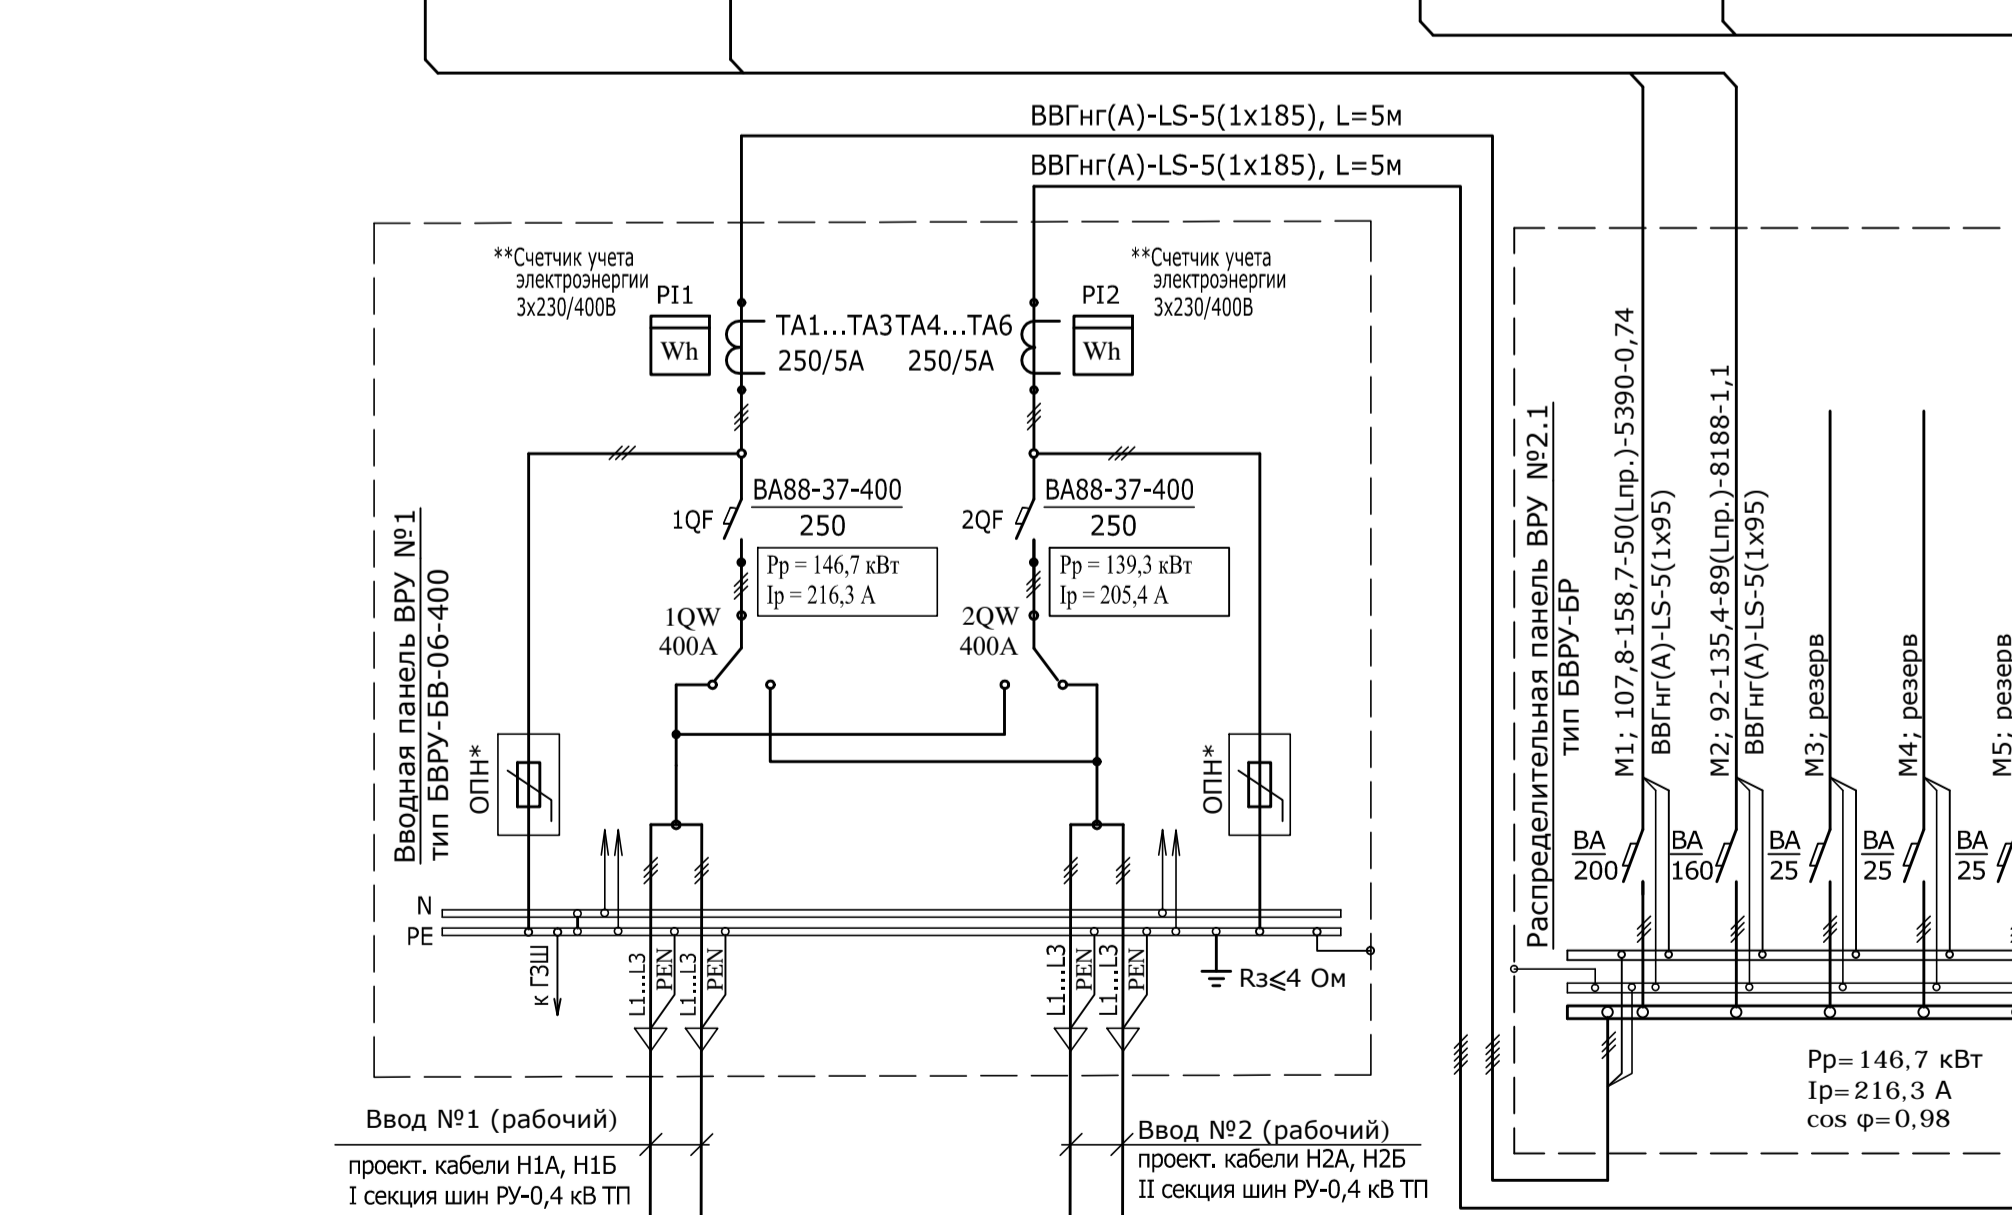 ВВГнг(А)-LS-5(1x185), L=5м
ВВГнг(А)-LS-5(1x185), L=5м
**Счетчик учета
электроэнергии
3x230/400В
PI1
Wh
TA1...TA3
250/5А
TA4...TA6
250/5А
PI2
Wh
**Счетчик учета
электроэнергии
3x230/400В
Вводная панель ВРУ №1
тип БВРУ-БВ-06-400
1QF
ВА88-37-400
250
Рр = 146,7 кВт
Iр = 216,3 А
1QW
400А
2QF
ВА88-37-400
250
Рр = 139,3 кВт
Iр = 205,4 А
2QW
400А
ОПН*
ОПН*
N
PE
к ГЗШ
L1...L3
PEN
L1...L3
PEN
L1...L3
PEN
L1...L3
PEN
Rз⩽4 Ом
Ввод №1 (рабочий)
проект. кабели Н1А, Н1Б
I секция шин РУ-0,4 кВ ТП
Ввод №2 (рабочий)
проект. кабели Н2А, Н2Б
II секция шин РУ-0,4 кВ ТП
Распределительная панель ВРУ №2.1
тип БВРУ-БР
М1; 107,8-158,7-50(Lпр.)-5390-0,74
ВВГнг(А)-LS-5(1x95)
М2; 92-135,4-89(Lпр.)-8188-1,1
ВВГнг(А)-LS-5(1x95)
М3; резерв
М4; резерв
М5; резерв
ВА
200
ВА
160
ВА
25
ВА
25
ВА
25
Рр=146,7 кВт
Iр=216,3 А
cos φ=0,98